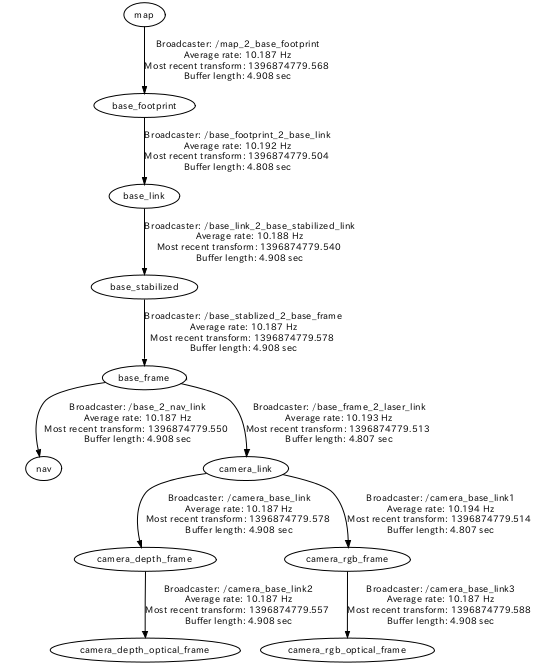 map
Broadcaster: /map_2_base_footprint
Average rate: 10.187 Hz
Most recent transform: 1396874779.568
Buffer length: 4.908 sec
base_footprint
Broadcaster: /base_footprint_2_base_link
Average rate: 10.192 Hz
Most recent transform: 1396874779.504
Buffer length: 4.808 sec
base_link
Broadcaster: /base_link_2_base_stabilized_link
Average rate: 10.188 Hz
Most recent transform: 1396874779.540
Buffer length: 4.908 sec
base_stabilized
Broadcaster: /base_stablized_2_base_frame
Average rate: 10.187 Hz
Most recent transform: 1396874779.578
Buffer length: 4.908 sec
base_frame
Broadcaster: /base_2_nav_link
Average rate: 10.187 Hz
Most recent transform: 1396874779.550
Buffer length: 4.908 sec
Broadcaster: /base_frame_2_laser_link
Average rate: 10.193 Hz
Most recent transform: 1396874779.513
Buffer length: 4.807 sec
nav
camera_link
Broadcaster: /camera_base_link
Average rate: 10.187 Hz
Most recent transform: 1396874779.578
Buffer length: 4.908 sec
Broadcaster: /camera_base_link1
Average rate: 10.194 Hz
Most recent transform: 1396874779.514
Buffer length: 4.807 sec
camera_depth_frame
camera_rgb_frame
Broadcaster: /camera_base_link2
Average rate: 10.187 Hz
Most recent transform: 1396874779.557
Buffer length: 4.908 sec
Broadcaster: /camera_base_link3
Average rate: 10.187 Hz
Most recent transform: 1396874779.588
Buffer length: 4.908 sec
camera_depth_optical_frame
camera_rgb_optical_frame